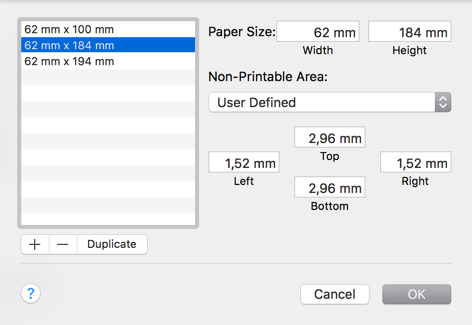 62 mm x 100 mm
62 mm x 184 mm
62 mm x 194 mm
+ − Duplicate
Paper Size: 62 mm 184 mm
Width Height
Non-Printable Area:
User Defined
2,96 mm
Top
1,52 mm 1,52 mm
Left Right
2,96 mm
Bottom
? Cancel OK